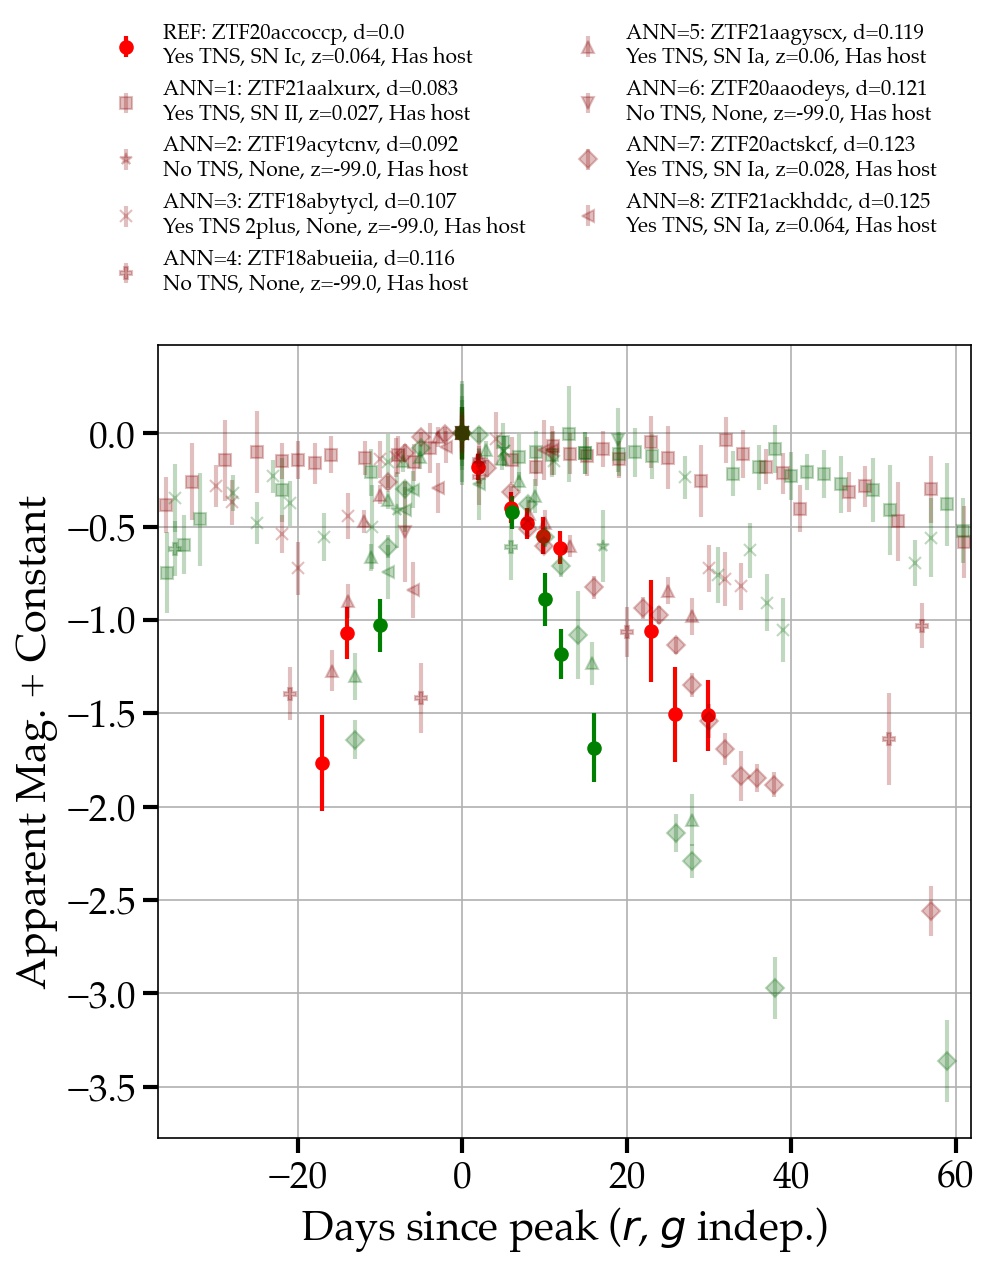 REF: ZTF20accoccp, d=0.0
Yes TNS, SN Ic, z=0.064, Has host
ANN=1: ZTF21aalxurx, d=0.083
Yes TNS, SN II, z=0.027, Has host
ANN=2: ZTF19acytcnv, d=0.092
No TNS, None, z=-99.0, Has host
ANN=3: ZTF18abytycl, d=0.107
Yes TNS 2plus, None, z=-99.0, Has host
ANN=4: ZTF18abueiia, d=0.116
No TNS, None, z=-99.0, Has host
ANN=5: ZTF21aagyscx, d=0.119
Yes TNS, SN Ia, z=0.06, Has host
ANN=6: ZTF20aaodeys, d=0.121
No TNS, None, z=-99.0, Has host
ANN=7: ZTF20actskcf, d=0.123
Yes TNS, SN Ia, z=0.028, Has host
ANN=8: ZTF21ackhddc, d=0.125
Yes TNS, SN Ia, z=0.064, Has host
Apparent Mag. + Constant
0.0
−0.5
−1.0
−1.5
−2.0
−2.5
−3.0
−3.5
−20
0
20
40
60
Days since peak (r, g indep.)